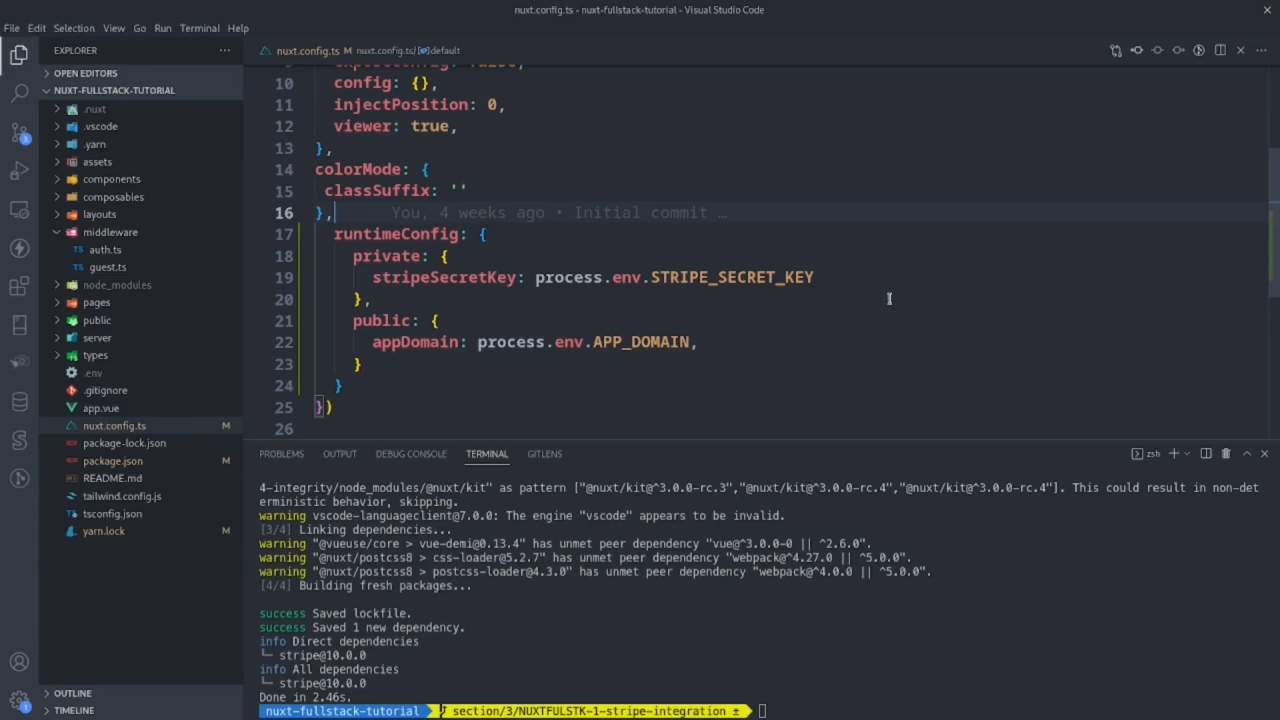 nuxt.config.ts - nuxt-fullstack-tutorial - Visual Studio Code
File Edit Selection View Go Run Terminal Help
EXPLORER
OPEN EDITORS
NUXT-FULLSTACK-TUTORIAL
.nuxt
.vscode
.yarn
assets
components
composables
layouts
middleware
auth.ts
guest.ts
node_modules
pages
public
server
types
.env
.gitignore
app.vue
nuxt.config.ts M
package-lock.json
package.json M
README.md
tailwind.config.js
tsconfig.json
yarn.lock M
OUTLINE
TIMELINE
nuxt.config.ts M nuxt.config.ts/ default
10 config: {},
11 injectPosition: 0,
12 viewer: true,
13 },
14 colorMode: {
15 classSuffix: ''
16 }, You, 4 weeks ago • Initial commit …
17 runtimeConfig: {
18 private: {
19 stripeSecretKey: process.env.STRIPE_SECRET_KEY
20 },
21 public: {
22 appDomain: process.env.APP_DOMAIN,
23 }
24 }
25 })
26
PROBLEMS OUTPUT DEBUG CONSOLE TERMINAL GITLENS
zsh
4-integrity/node_modules/@nuxt/kit" as pattern ["@nuxt/kit@^3.0.0-rc.3","@nuxt/kit@^3.0.0-rc.4","@nuxt/kit@^3.0.0-rc.4"]. This could result in non-det
erministic behavior, skipping.
warning vscode-languageclient@7.0.0: The engine "vscode" appears to be invalid.
[3/4] Linking dependencies...
warning "@vueuse/core > vue-demi@0.13.4" has unmet peer dependency "vue@^3.0.0-0 || ^2.6.0".
warning "@nuxt/postcss8 > css-loader@5.2.7" has unmet peer dependency "webpack@^4.27.0 || ^5.0.0".
warning "@nuxt/postcss8 > postcss-loader@4.3.0" has unmet peer dependency "webpack@^4.0.0 || ^5.0.0".
[4/4] Building fresh packages...
success Saved lockfile.
success Saved 1 new dependency.
info Direct dependencies
└─ stripe@10.0.0
info All dependencies
└─ stripe@10.0.0
Done in 2.46s.
nuxt-fullstack-tutorial section/3/NUXTFULSTK-1-stripe-integration ±